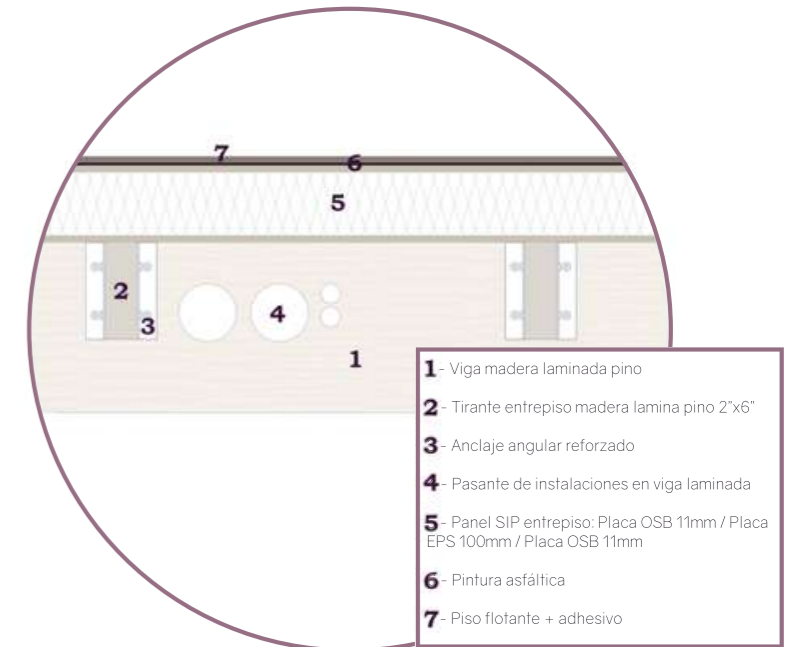 7
6
5
2
4
3
1
1- Viga madera laminada pino
2- Tirante entrepiso madera lamina pino 2"x6"
3- Anclaje angular reforzado
4- Pasante de instalaciones en viga laminada
5- Panel SIP entrepiso: Placa OSB 11mm / Placa
EPS 100mm / Placa OSB 11mm
6- Pintura asfáltica
7- Piso flotante + adhesivo